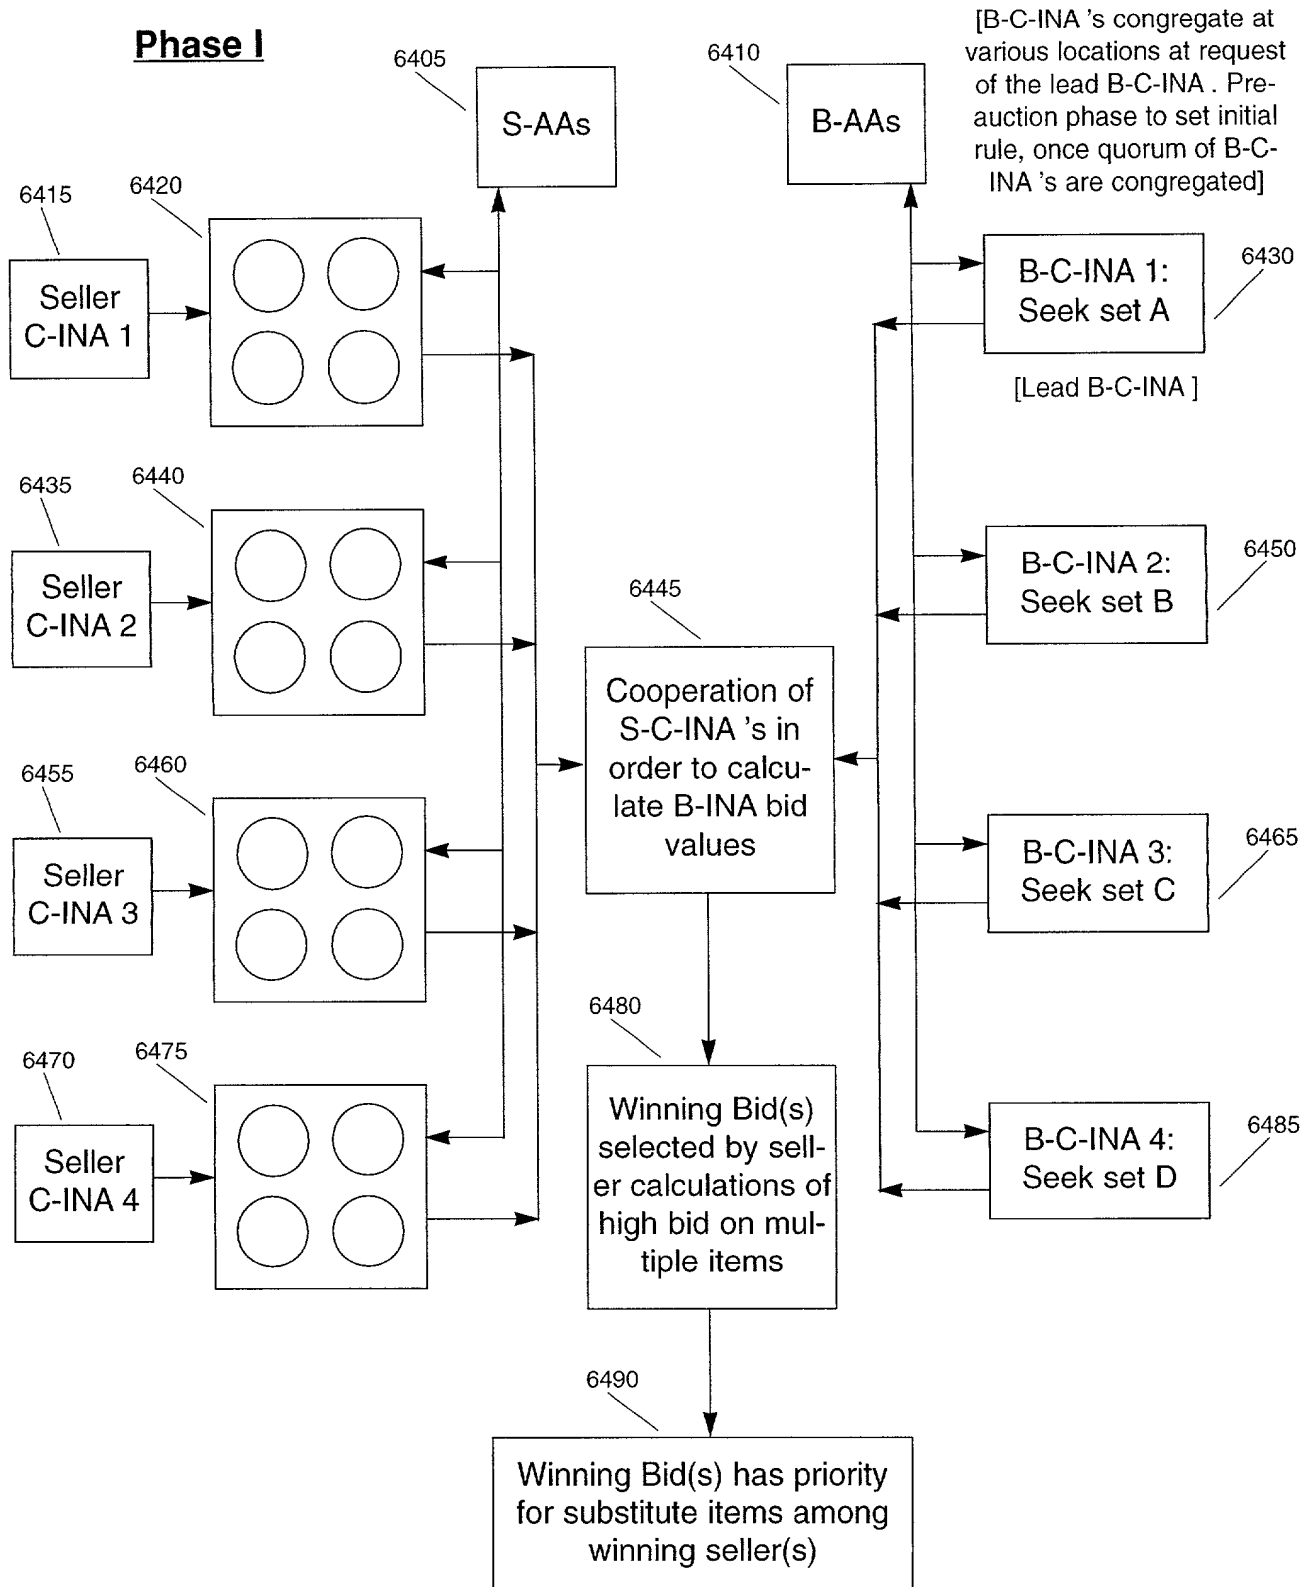 Phase I
6405
S-AAs
6410
B-AAs
[B-C-INA 's congregate at
various locations at request
of the lead B-C-INA . Pre-
auction phase to set initial
rule, once quorum of B-C-
INA 's are congregated]
6415
Seller
C-INA 1
6420
B-C-INA 1:
Seek set A
6430
[Lead B-C-INA ]
6435
Seller
C-INA 2
6440
6445
Cooperation of
S-C-INA 's in
order to calcu-
late B-INA bid
values
B-C-INA 2:
Seek set B
6450
6455
Seller
C-INA 3
6460
B-C-INA 3:
Seek set C
6465
6470
Seller
C-INA 4
6475
6480
Winning Bid(s)
selected by sell-
er calculations of
high bid on mul-
tiple items
B-C-INA 4:
Seek set D
6485
6490
Winning Bid(s) has priority
for substitute items among
winning seller(s)